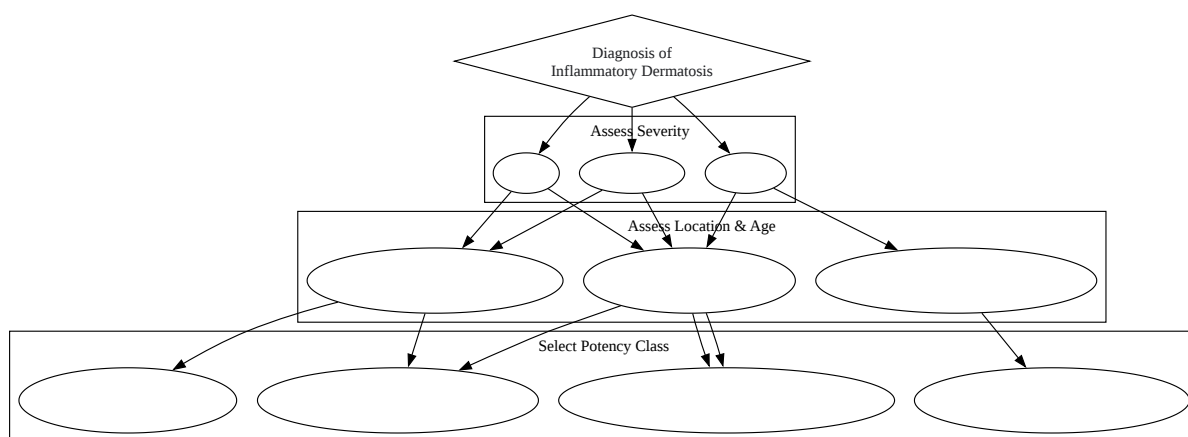 Diagnosis of
Inflammatory Dermatosis
Assess Severity
Assess Location & Age
Select Potency Class